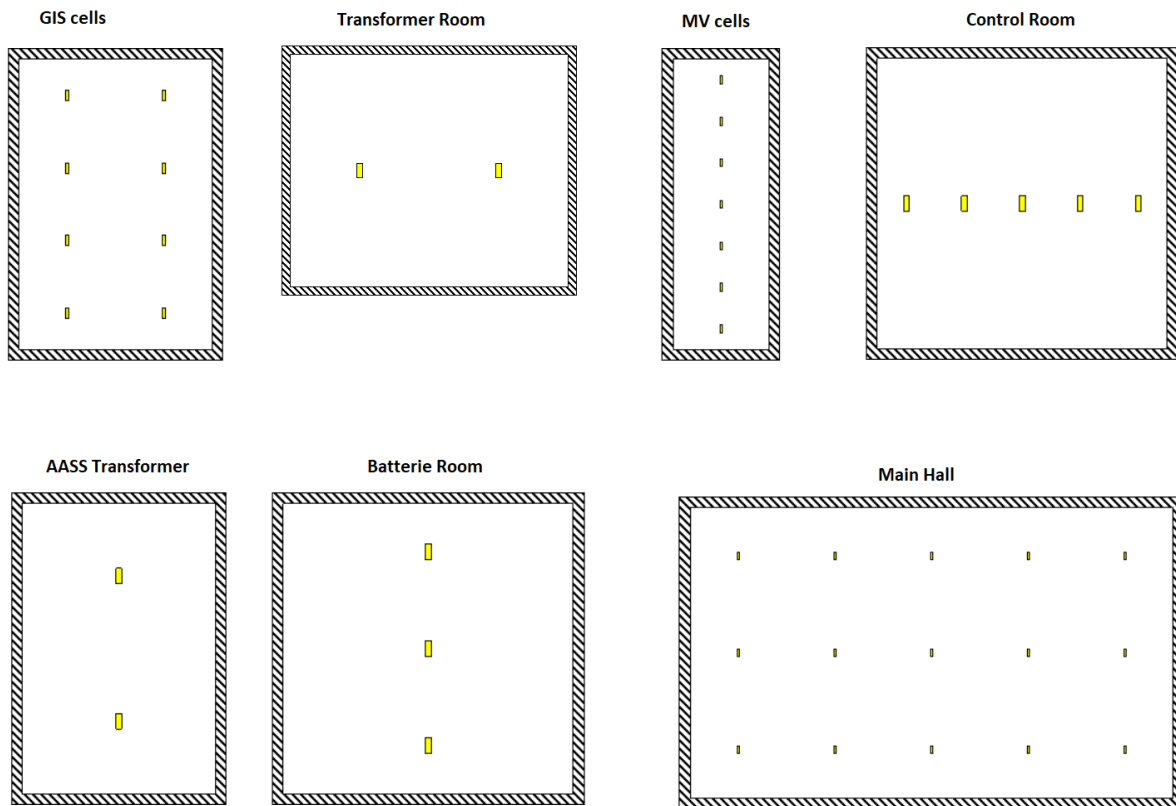 GIS cells
Transformer Room
MV cells
Control Room
AASS Transformer
Batterie Room
Main Hall